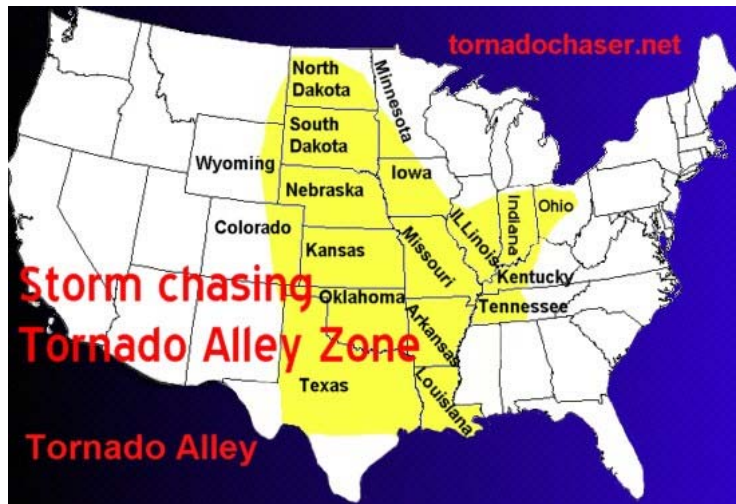 tornadochaser.net
North
Dakota
Minnesota
South
Dakota
Wyoming
Iowa
Nebraska
ILLinois
Indiana
Ohio
Colorado
Kansas
Missouri
Kentucky
Storm chasing
Oklahoma
Tennessee
Arkansas
Tornado Alley Zone
Texas
Louisiana
Tornado Alley